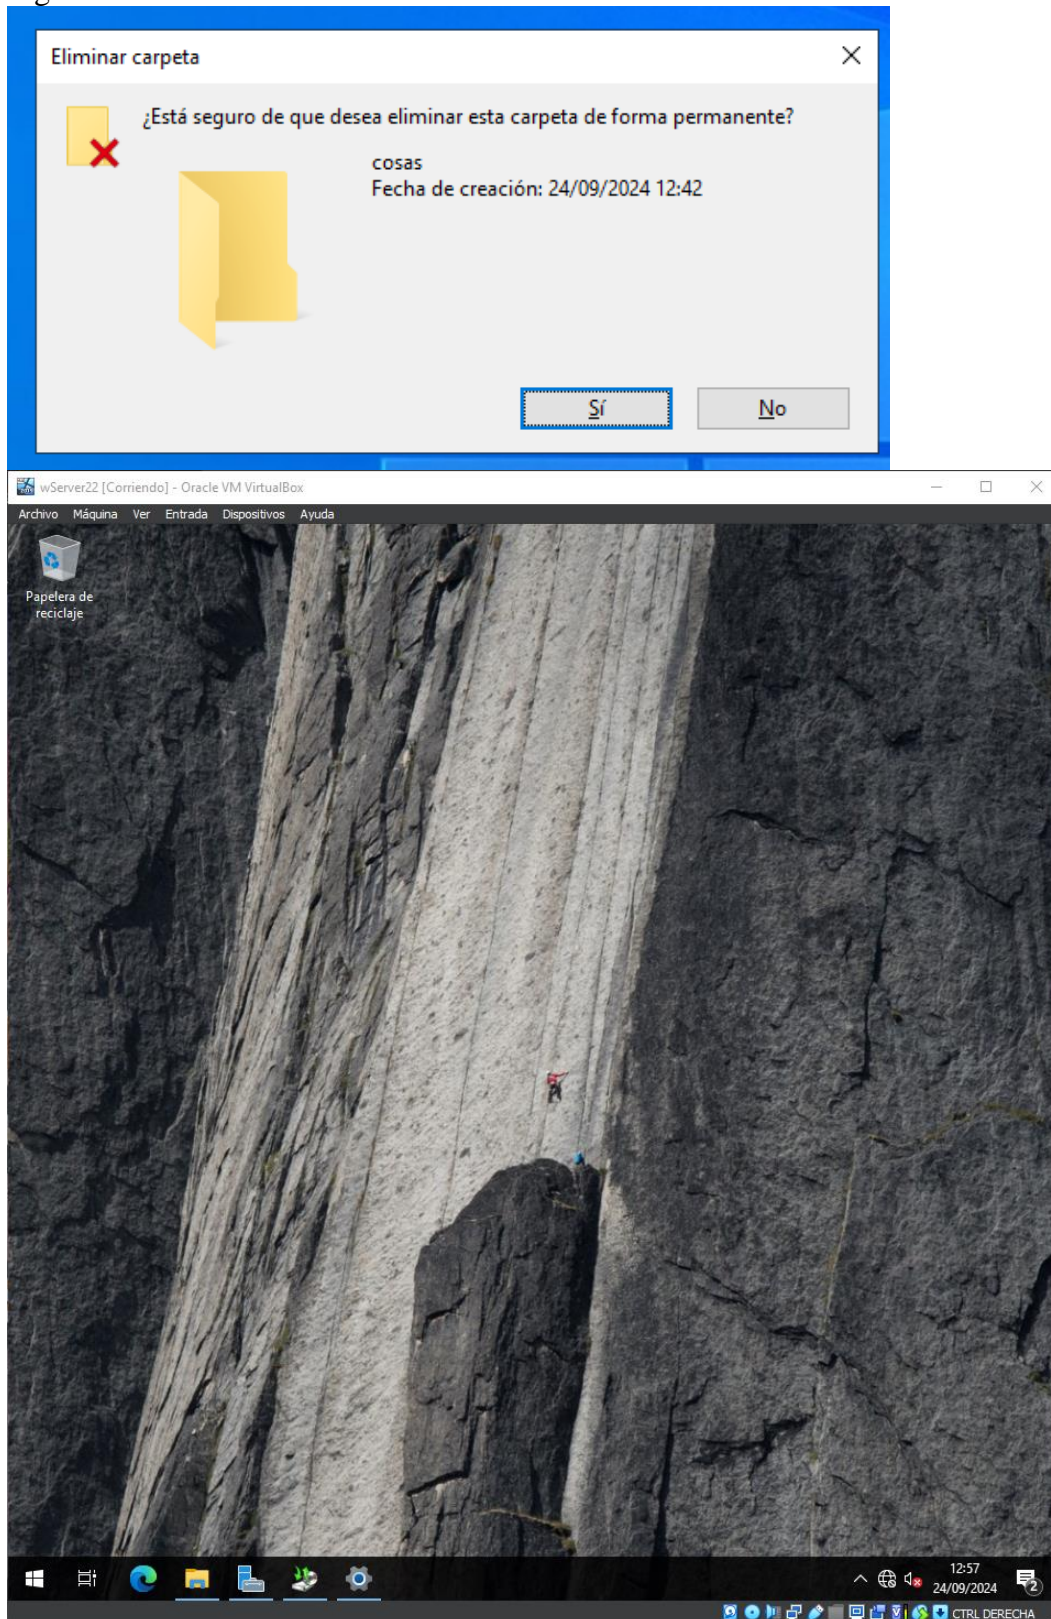 Eliminar carpeta
¿Está seguro de que desea eliminar esta carpeta de forma permanente?
cosas
Fecha de creación: 24/09/2024 12:42
Sí
No
wServer22 [Corriendo] - Oracle VM VirtualBox
Archivo Máquina Ver Entrada Dispositivos Ayuda
Papelera de
reciclaje
12:57
24/09/2024
2
CTRL DERECHA